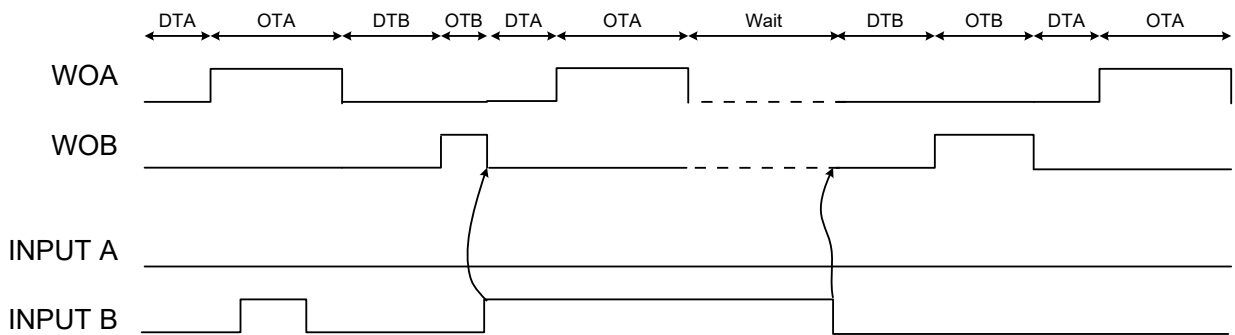 DTA OTA DTB OTB DTA OTA Wait DTB OTB DTA OTA
WOA
WOB
INPUT A
INPUT B